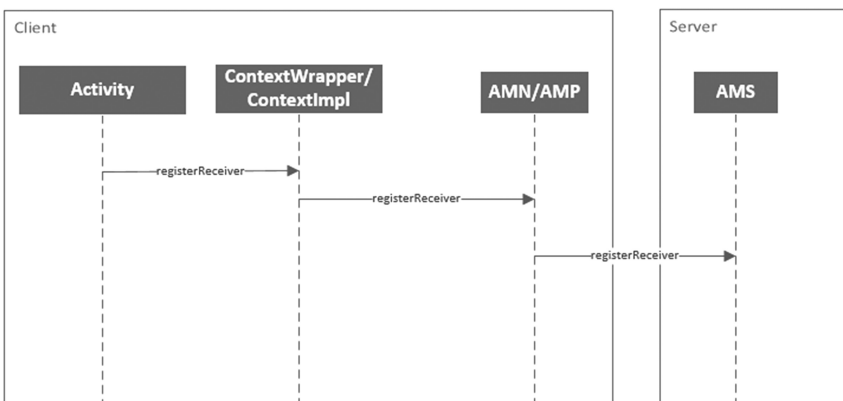 Client
Server
Activity
ContextWrapper/
ContextImpl
AMN/AMP
AMS
registerReceiver
registerReceiver
registerReceiver